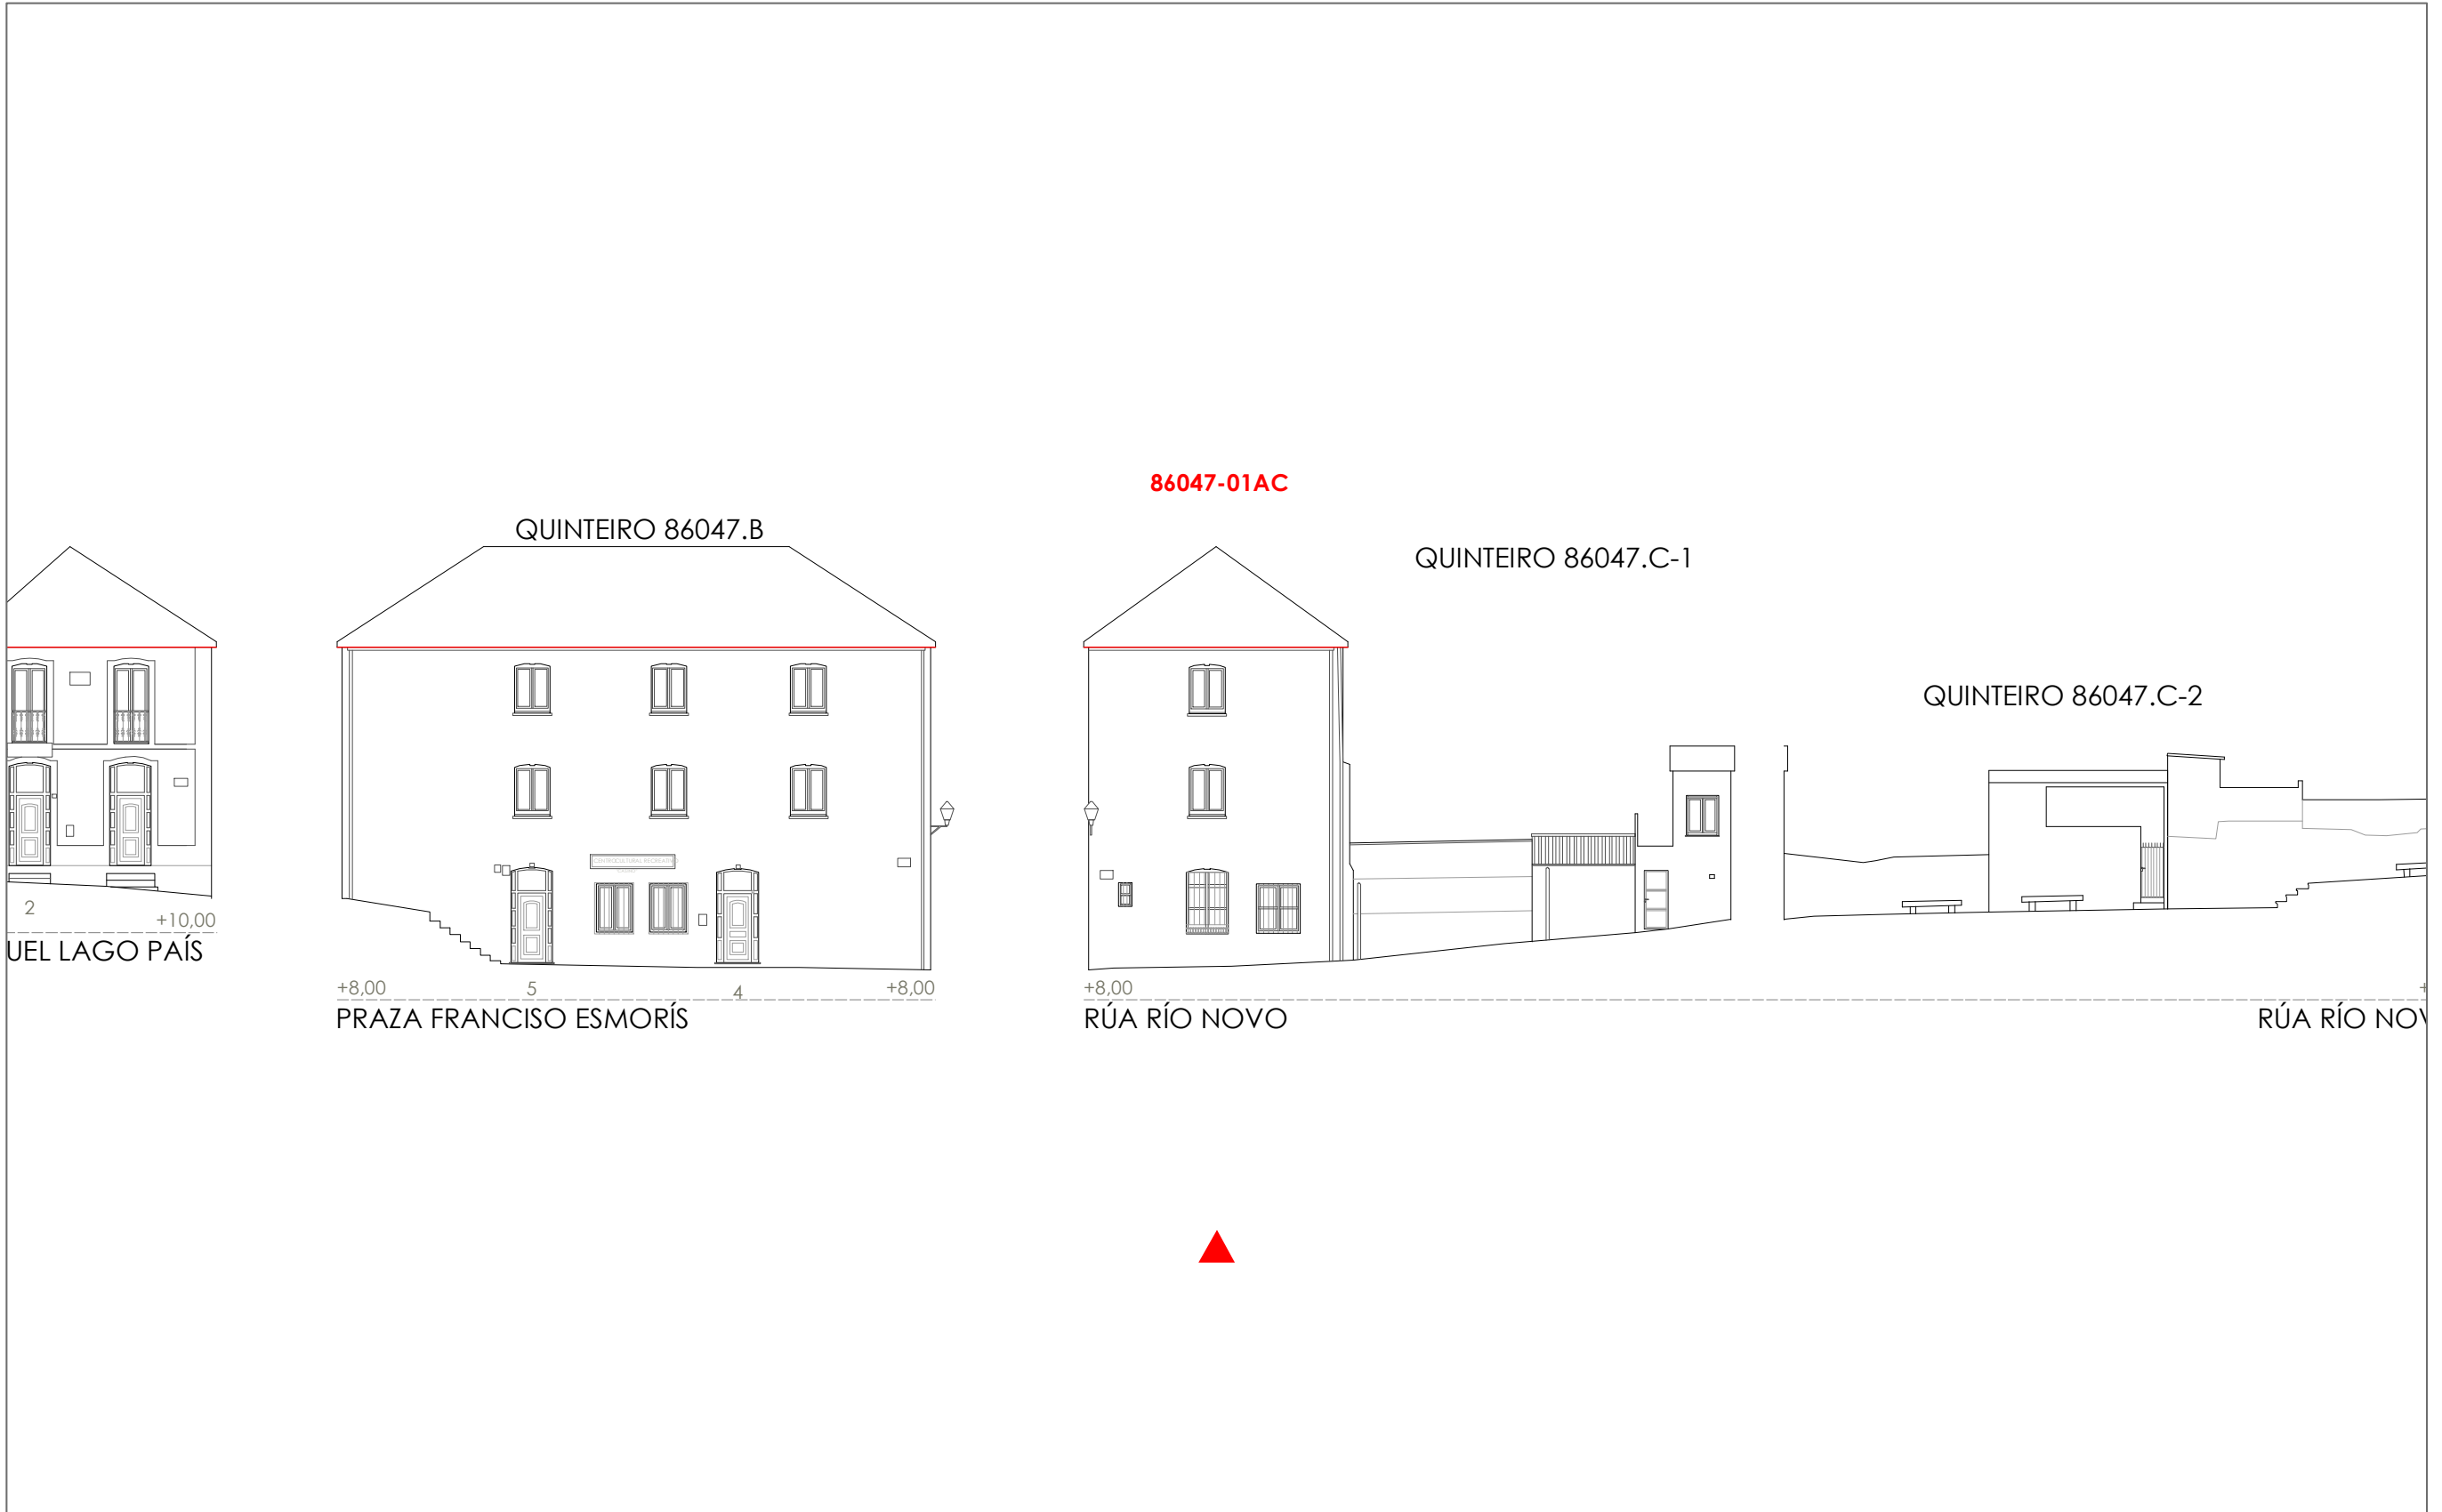 86047-01AC
QUINTEIRO 86047.B
QUINTEIRO 86047.C-1
QUINTEIRO 86047.C-2
2
+10,00
UEL LAGO PAÍS
+8,00
5
4
+8,00
PRAZA FRANCISO ESMORÍS
+8,00
RÚA RÍO NOVO
RÚA RÍO NOV